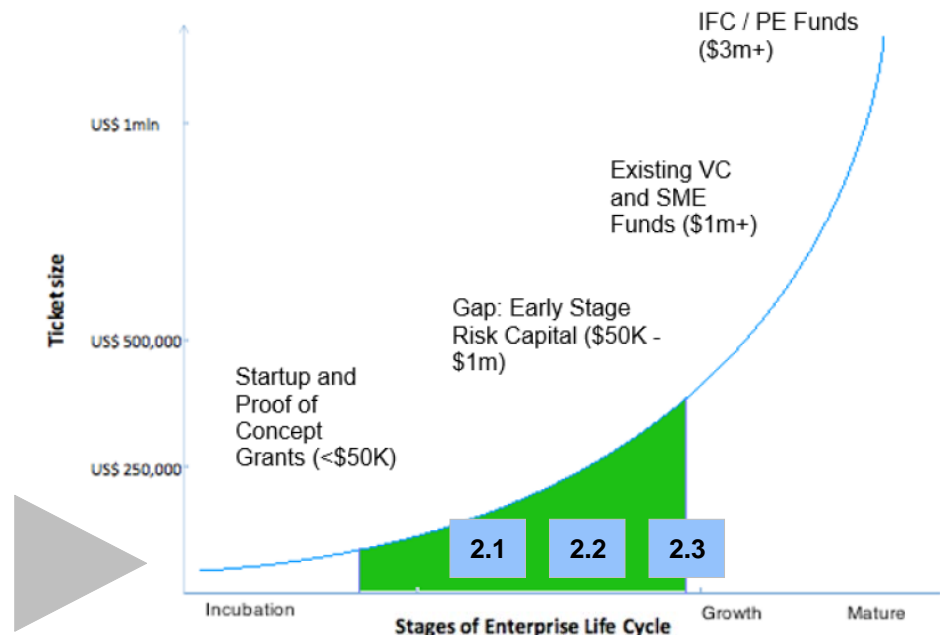 IFC / PE Funds
($3m+)
US$ 1mln
Existing VC
and SME
Funds ($1m+)
Ticket size
Gap: Early Stage
Risk Capital ($50K -
$1m)
US$ 500,000
Startup and
Proof of
Concept
Grants (<$50K)
US$ 250,000
2.1
2.2
2.3
Incubation
Growth
Mature
Stages of Enterprise Life Cycle